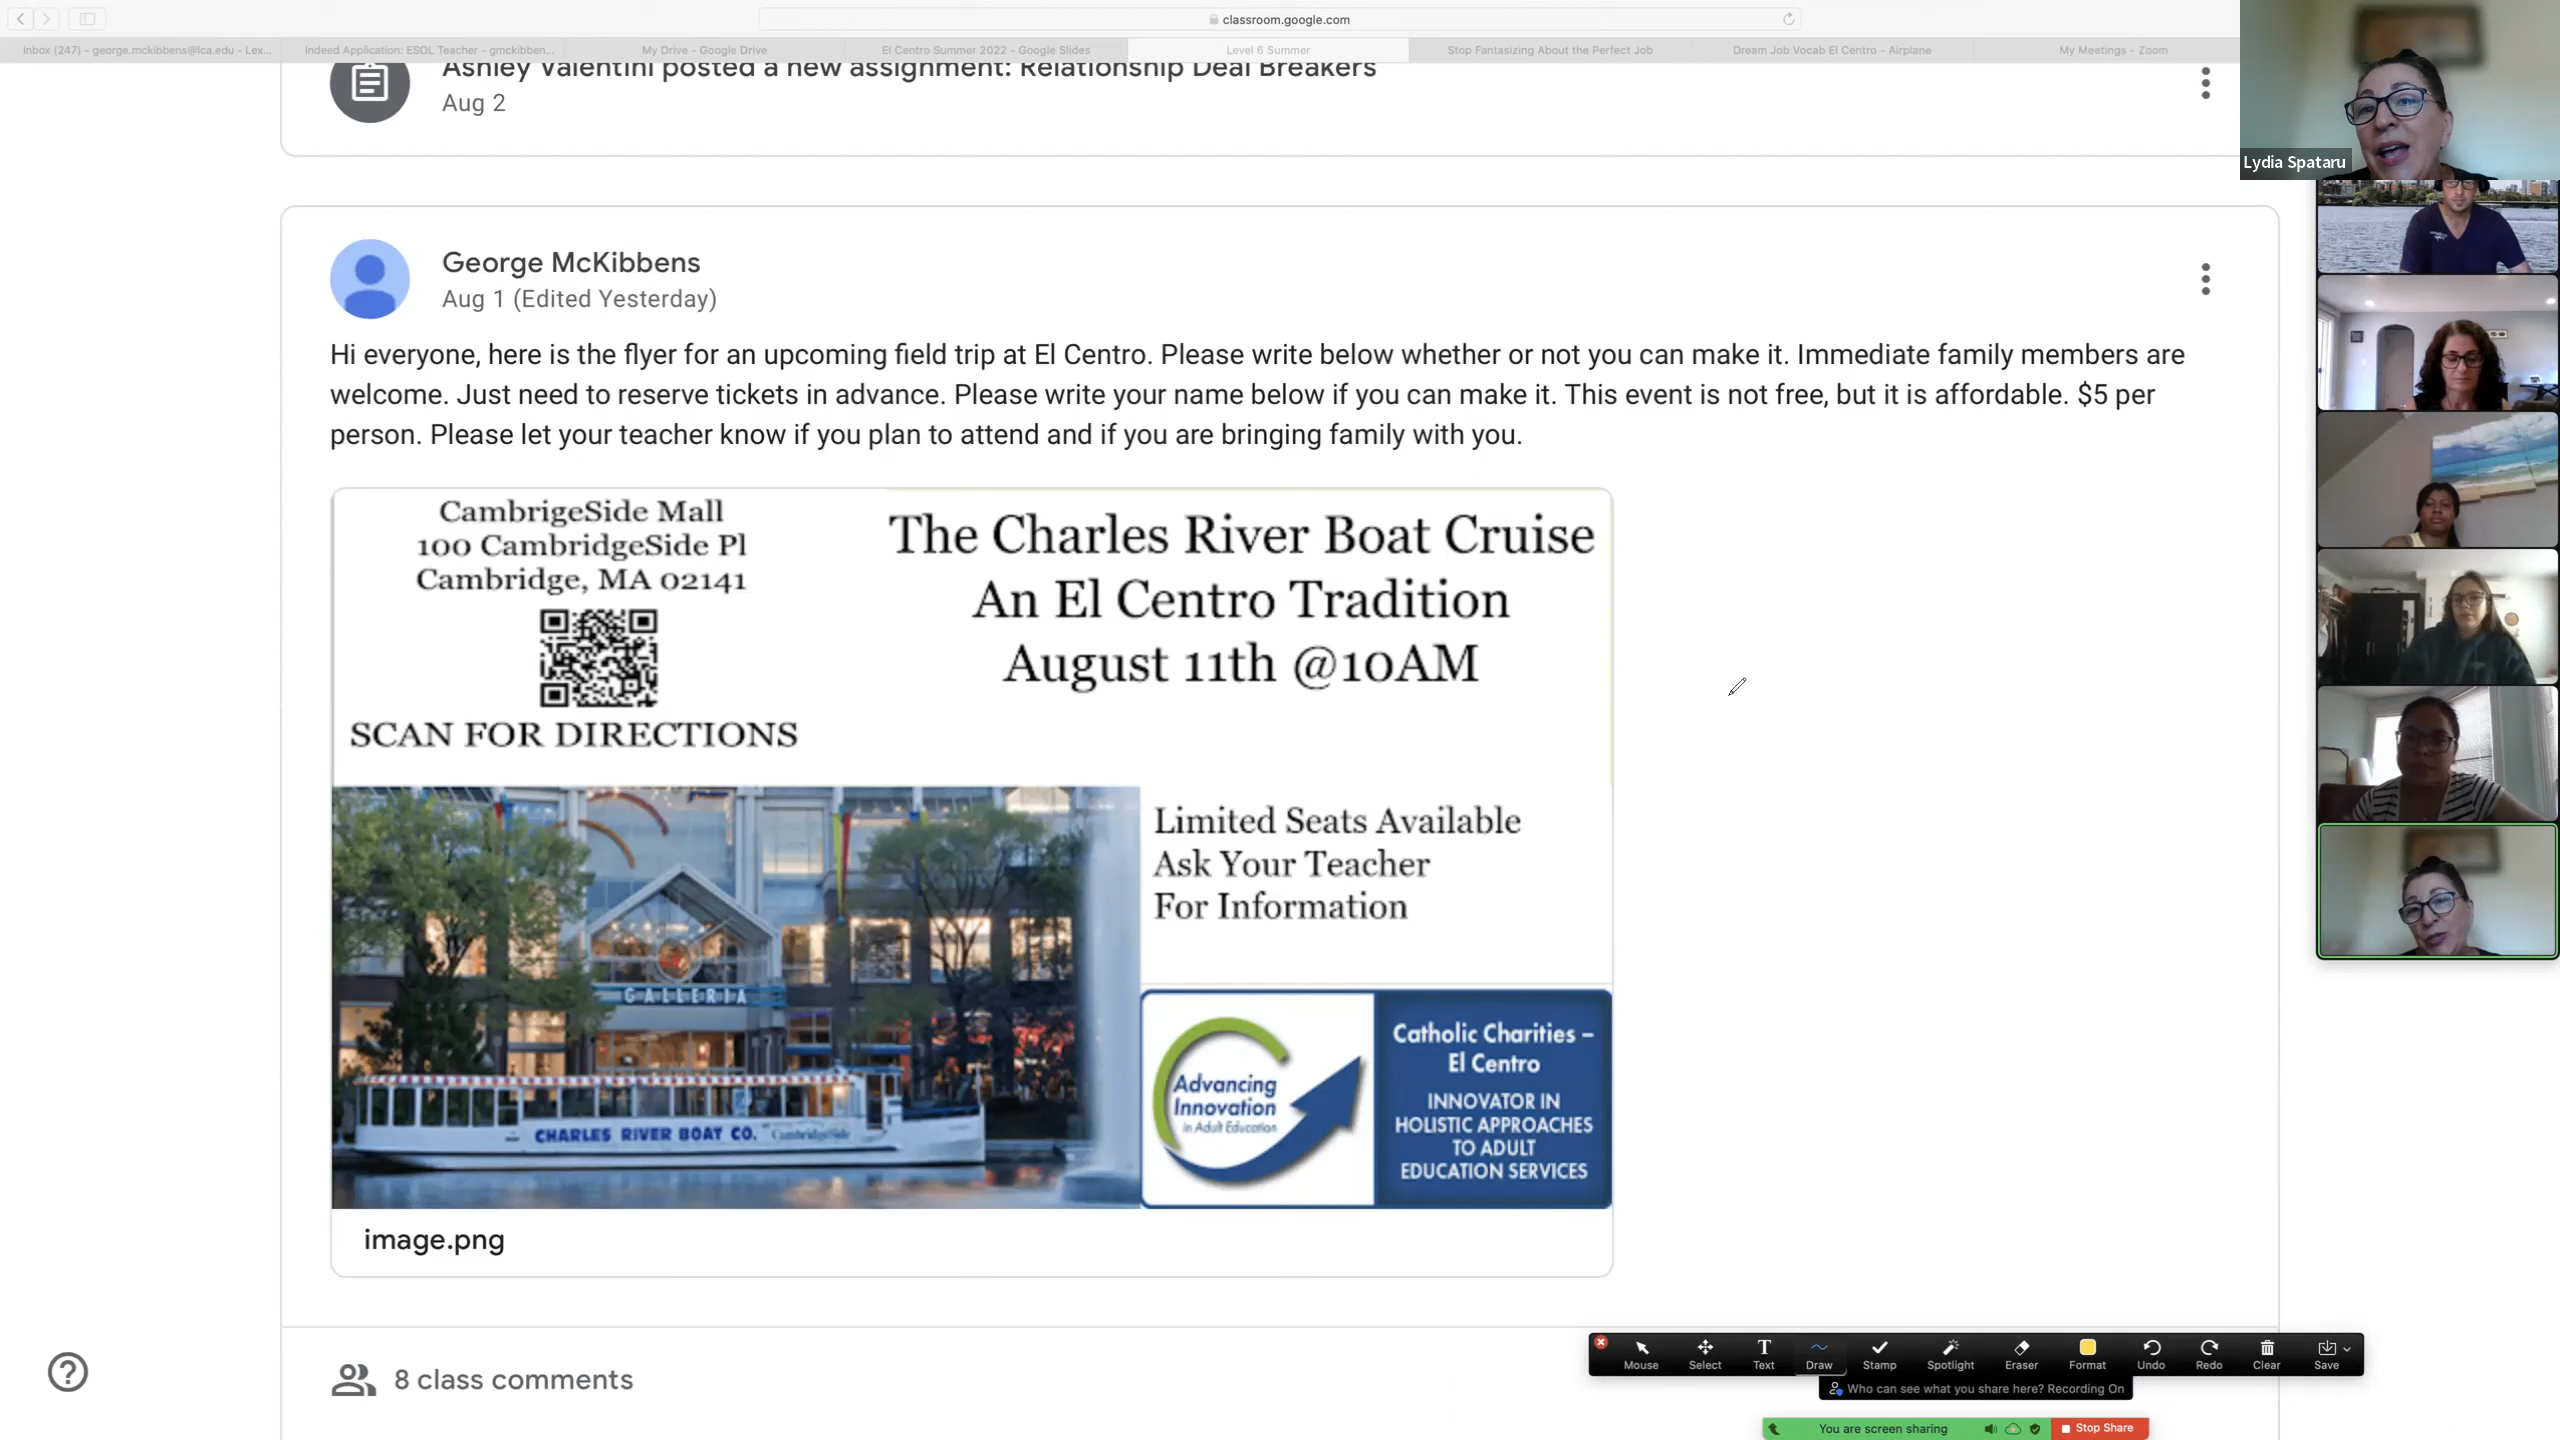 classroom.google.com
Inbox (247) - george.mckibbens@lca.edu - Lex...
Indeed Application: ESOL Teacher - gmckibben...
My Drive - Google Drive
El Centro Summer 2022 - Google Slides
Level 6 Summer
Stop Fantasizing About the Perfect Job
Dream Job Vocab El Centro - Airplane
My Meetings - Zoom
Ashley Valentini posted a new assignment: Relationship Deal Breakers
Aug 2
Lydia Spataru
George McKibbens
Aug 1 (Edited Yesterday)
Hi everyone, here is the flyer for an upcoming field trip at El Centro. Please write below whether or not you can make it. Immediate family members are
welcome. Just need to reserve tickets in advance. Please write your name below if you can make it. This event is not free, but it is affordable. $5 per
person. Please let your teacher know if you plan to attend and if you are bringing family with you.
CambrigeSide Mall
100 CambridgeSide Pl
Cambridge, MA 02141
SCAN FOR DIRECTIONS
The Charles River Boat Cruise
An El Centro Tradition
August 11th @10AM
GALLERIA
CHARLES RIVER BOAT CO.
CambridgeSide
Limited Seats Available
Ask Your Teacher
For Information
Advancing
Innovation
in Adult Education
Catholic Charities –
El Centro
INNOVATOR IN
HOLISTIC APPROACHES
TO ADULT
EDUCATION SERVICES
image.png
8 class comments
Mouse
Select
Text
Draw
Stamp
Spotlight
Eraser
Format
Undo
Redo
Clear
Save
Who can see what you share here? Recording On
You are screen sharing
Stop Share